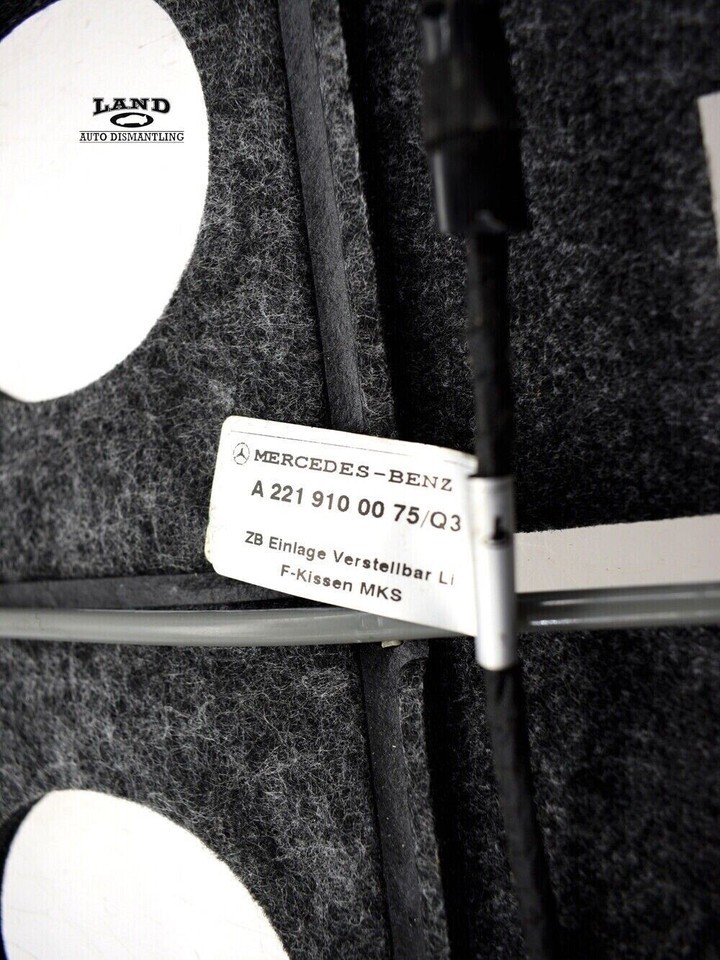 LAND
AUTO DISMANTLING
MERCEDES-BENZ
A 221 910 00 75/Q3
ZB Einlage Verstellbar Li
F-Kissen MKS